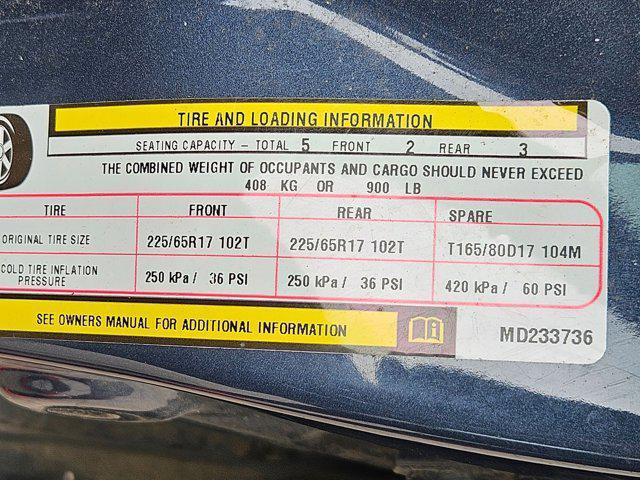 TIRE AND LOADING INFORMATION
SEATING CAPACITY – TOTAL 5 FRONT 2 REAR 3
THE COMBINED WEIGHT OF OCCUPANTS AND CARGO SHOULD NEVER EXCEED
408 KG OR 900 LB
TIRE FRONT REAR SPARE
ORIGINAL TIRE SIZE 225/65R17 102T 225/65R17 102T T165/80D17 104M
COLD TIRE INFLATION PRESSURE 250 kPa / 36 PSI 250 kPa / 36 PSI 420 kPa / 60 PSI
SEE OWNERS MANUAL FOR ADDITIONAL INFORMATION
MD233736